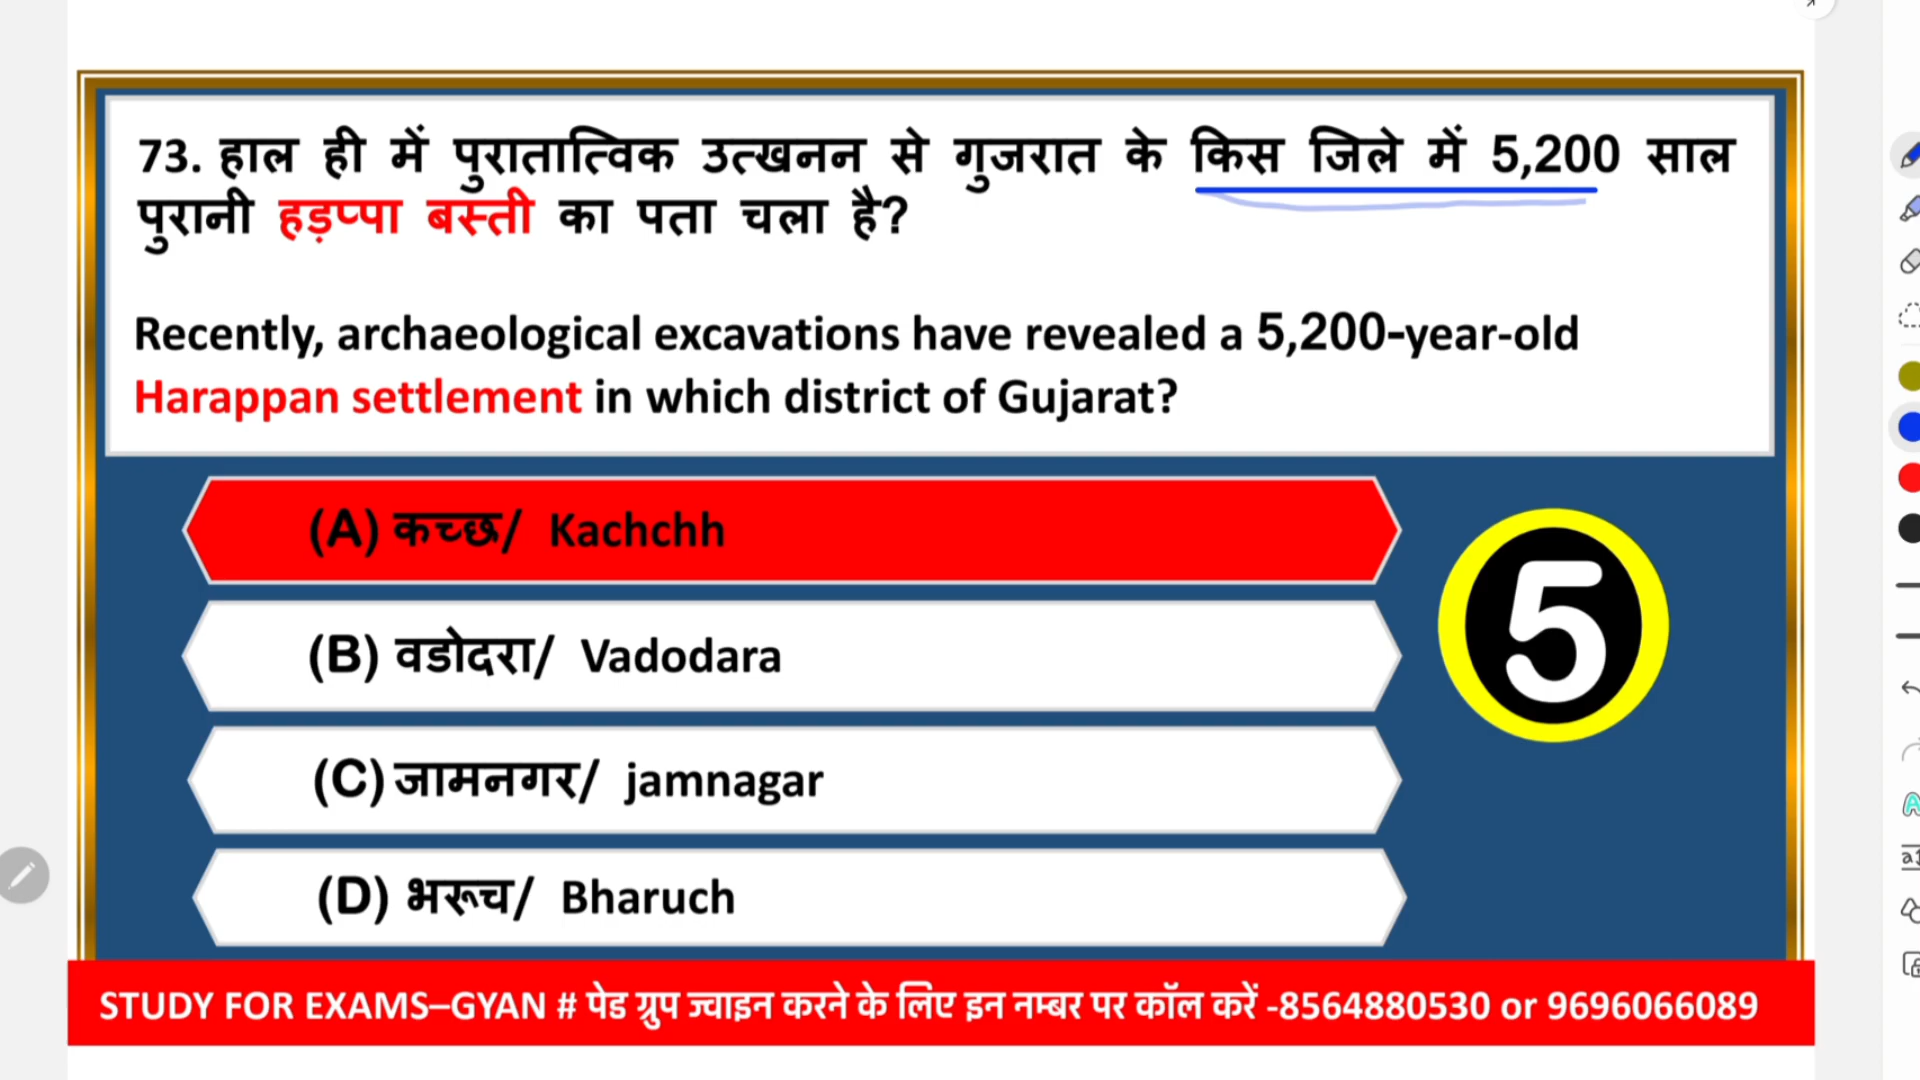 73. हाल ही में पुरातात्विक उत्खनन से गुजरात के किस जिले में 5,200 साल
पुरानी हड़प्पा बस्ती का पता चला है?
Recently, archaeological excavations have revealed a 5,200-year-old
Harappan settlement in which district of Gujarat?
(A) कच्छ/ Kachchh
(B) वडोदरा/ Vadodara
5
(C) जामनगर/ jamnagar
(D) भरूच/ Bharuch
STUDY FOR EXAMS–GYAN # पेड ग्रुप ज्वाइन करने के लिए इन नम्बर पर कॉल करें -8564880530 or 9696066089